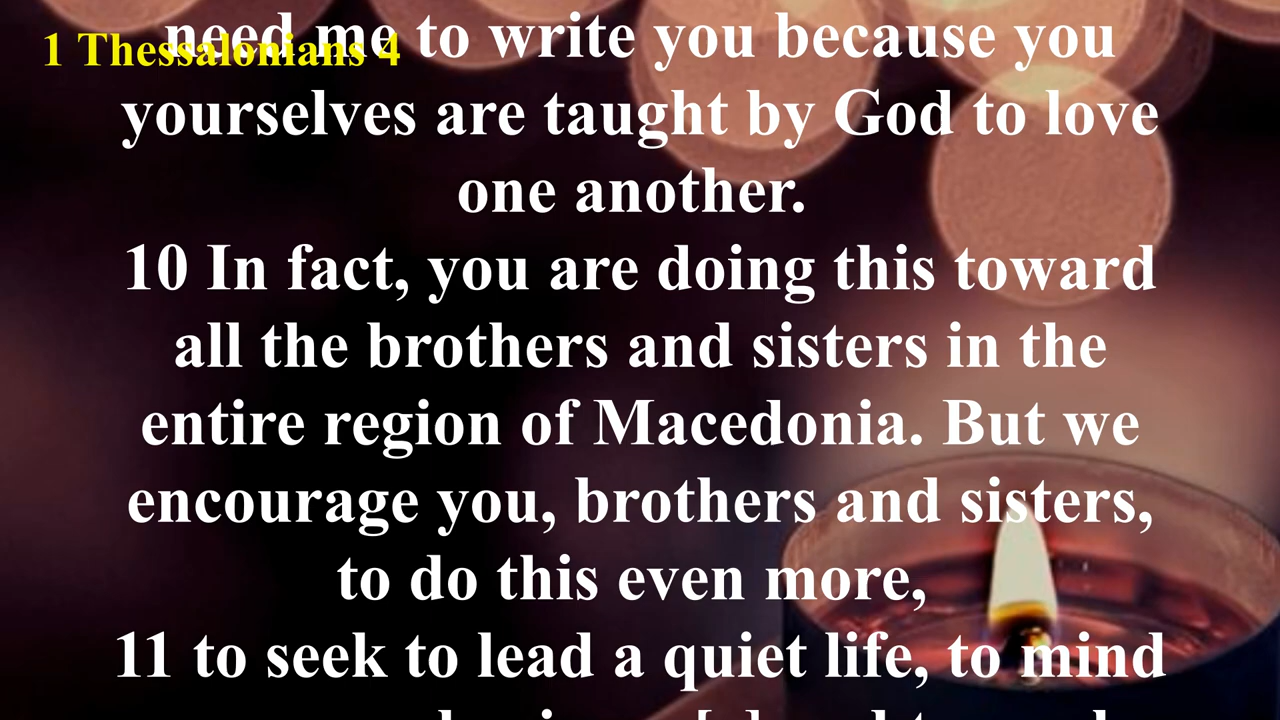 1 Thessalonians 4
need me to write you because you
yourselves are taught by God to love
one another.
10 In fact, you are doing this toward
all the brothers and sisters in the
entire region of Macedonia. But we
encourage you, brothers and sisters,
to do this even more,
11 to seek to lead a quiet life, to mind